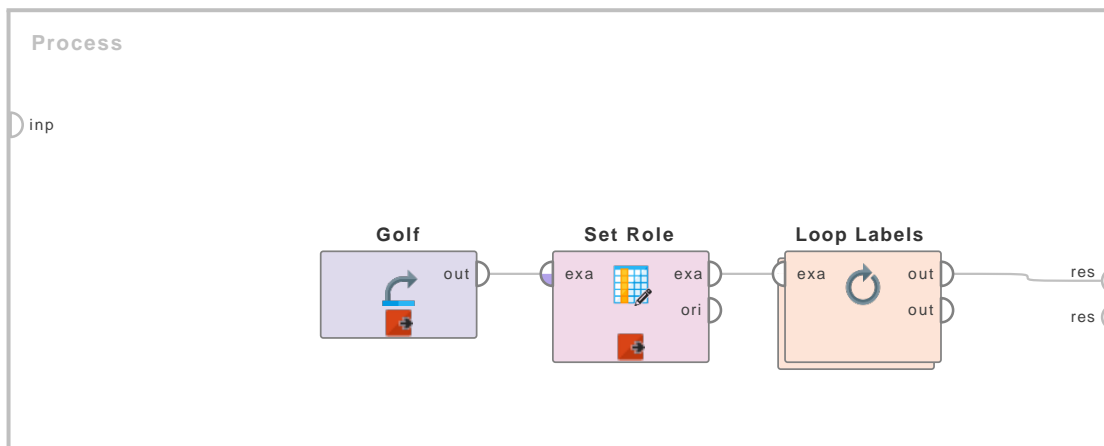 Process
inp
Golf
Set Role
Loop Labels
out
exa
exa
exa
out
res
ori
out
res